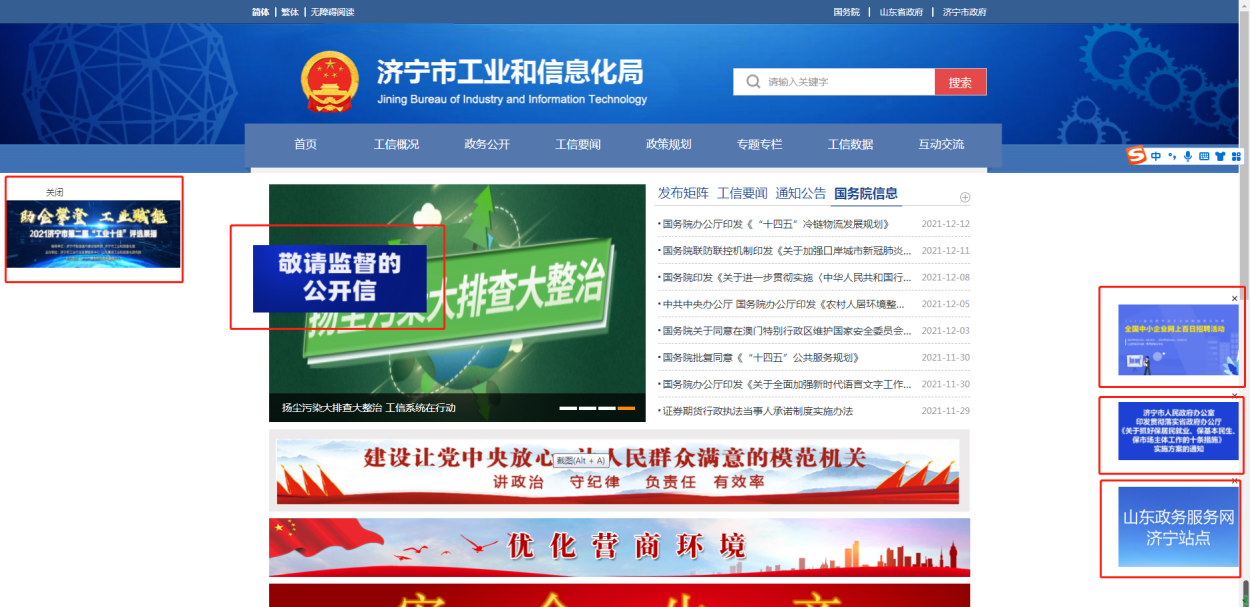 简体 | 繁体 | 无障碍阅读
国务院 | 山东省政府 | 济宁市政府
济宁市工业和信息化局
Jining Bureau of Industry and Information Technology
请输入关键字
搜索
首页 工信概况 政务公开 工信要闻 政策规划 专题专栏 工信数据 互动交流
中
关闭
助企攀登 工业赋能
2021济宁市第二届“工业十佳”评选展播
敬请监督的
公开信
扬尘污染大排查大整治
扬尘污染大排查大整治 工信系统在行动
发布矩阵 工信要闻 通知公告 国务院信息
·国务院办公厅印发《“十四五”冷链物流发展规划》 2021-12-12
·国务院联防联控机制印发《关于加强口岸城市新冠肺炎... 2021-12-11
·国务院印发《关于进一步贯彻实施〈中华人民共和国行... 2021-12-08
·中共中央办公厅 国务院办公厅印发《农村人居环境整... 2021-12-05
·国务院关于同意在澳门特别行政区维护国家安全委员会... 2021-12-03
·国务院批复同意《“十四五”公共服务规划》 2021-11-30
·国务院办公厅印发《关于全面加强新时代语言文字工作... 2021-11-30
·证券期货行政执法当事人承诺制度实施办法 2021-11-29
×
全国中小企业网上百日招聘活动
×
济宁市人民政府办公室
印发贯彻落实省政府办公厅
《关于抓好保居民就业、保基本民生、
保市场主体工作的十条措施》
实施方案的通知
×
山东政务服务网
济宁站点
建设让党中央放心 人民群众满意的模范机关
截图(Alt + A)
讲政治 守纪律 负责任 有效率
优化营商环境
安全生产